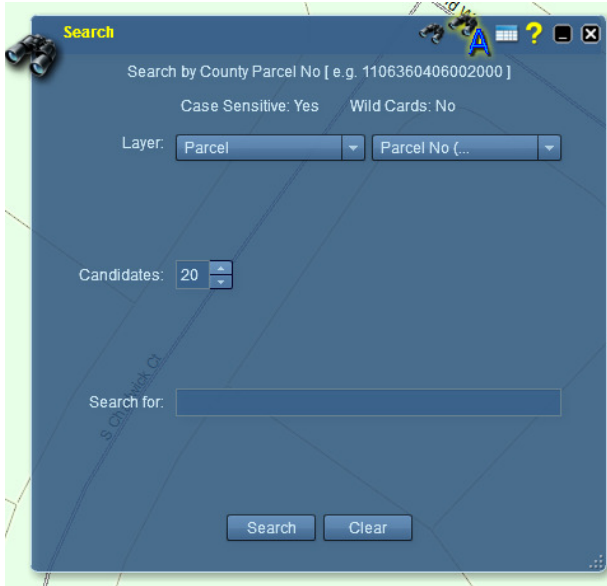 Search
A
?
Search by County Parcel No [ e.g. 1106360406002000 ]
Case Sensitive: Yes Wild Cards: No
Layer: Parcel Parcel No (...
Candidates: 20
S Chadwick Ct
Search for:
Search Clear